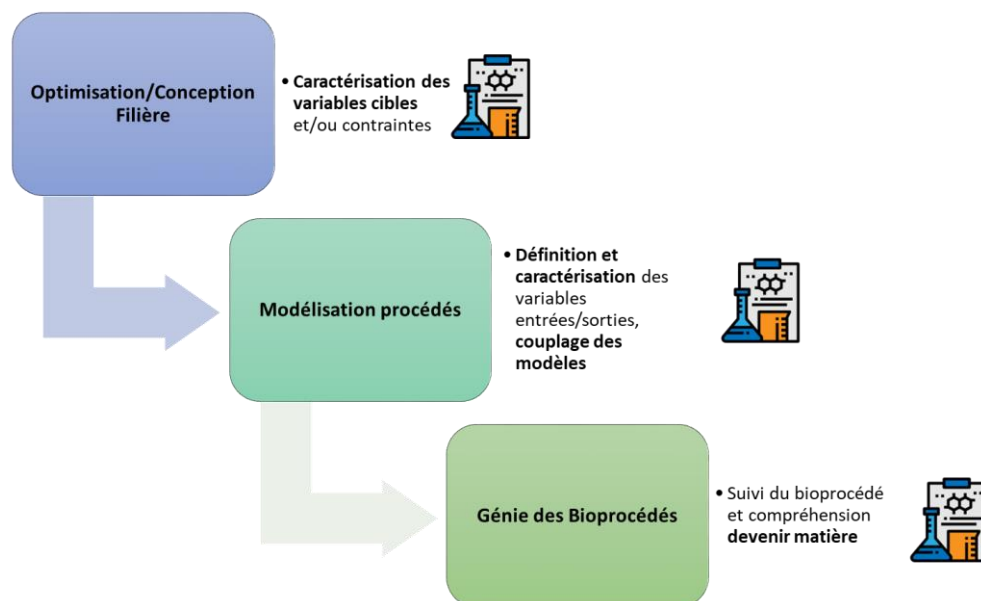 Optimisation/Conception
Filière
• Caractérisation des
variables cibles
et/ou contraintes
Modélisation procédés
• Définition et
caractérisation des
variables
entrées/sorties,
couplage des
modèles
Génie des Bioprocédés
• Suivi du bioprocédé
et compréhension
devenir matière